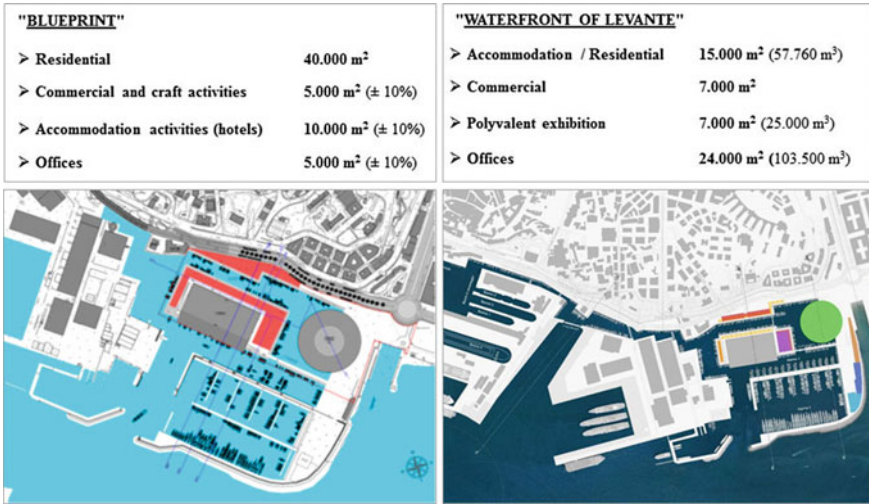 "BLUEPRINT"
➢ Residential 40.000 m²
➢ Commercial and craft activities 5.000 m² (± 10%)
➢ Accommodation activities (hotels) 10.000 m² (± 10%)
➢ Offices 5.000 m² (± 10%)
"WATERFRONT OF LEVANTE"
➢ Accommodation / Residential 15.000 m² (57.760 m³)
➢ Commercial 7.000 m²
➢ Polyvalent exhibition 7.000 m² (25.000 m³)
➢ Offices 24.000 m² (103.500 m³)